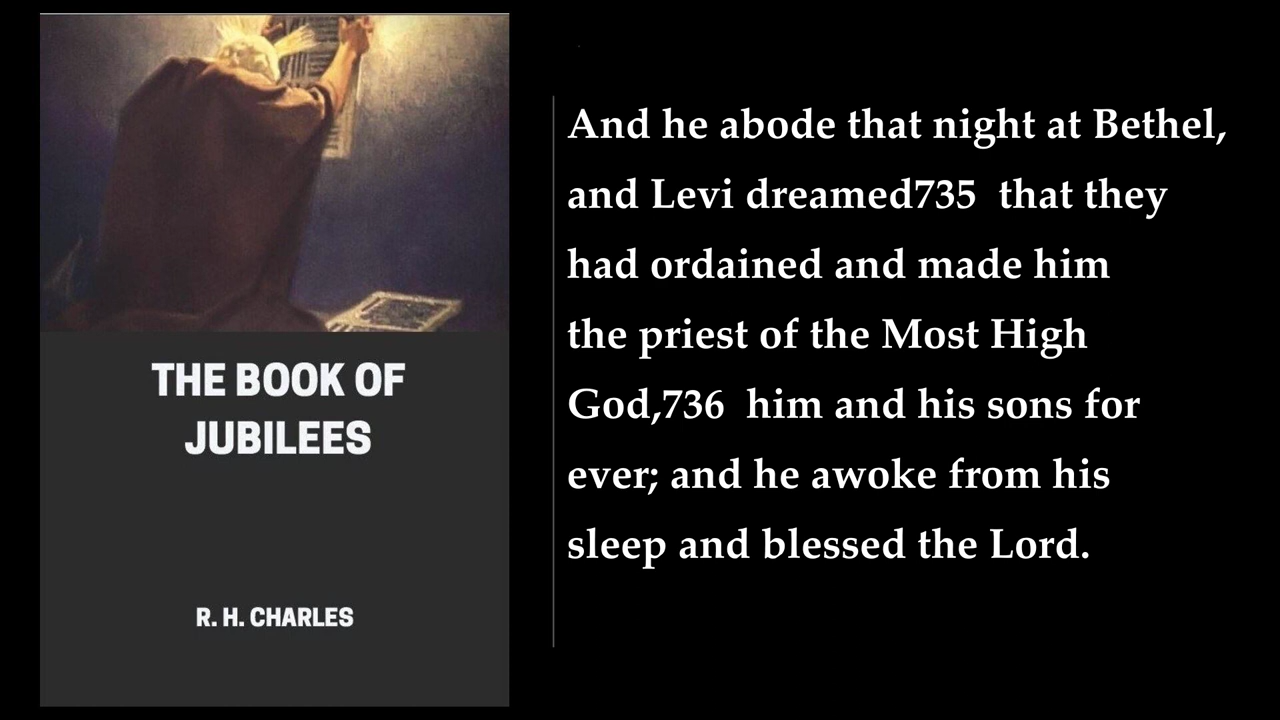 THE BOOK OF
JUBILEES
R. H. CHARLES
And he abode that night at Bethel,
and Levi dreamed735  that they
had ordained and made him
the priest of the Most High
God,736  him and his sons for
ever; and he awoke from his
sleep and blessed the Lord.